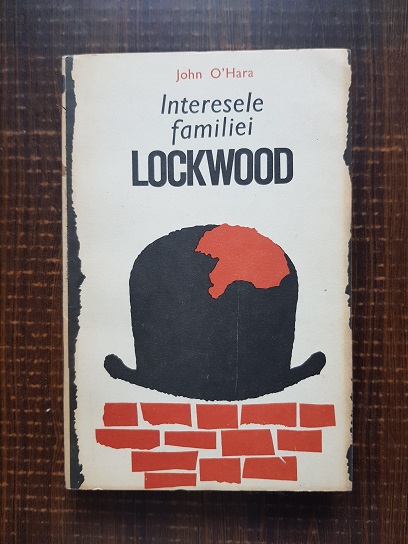 John O'Hara
Interesele
familiei
LOCKWOOD